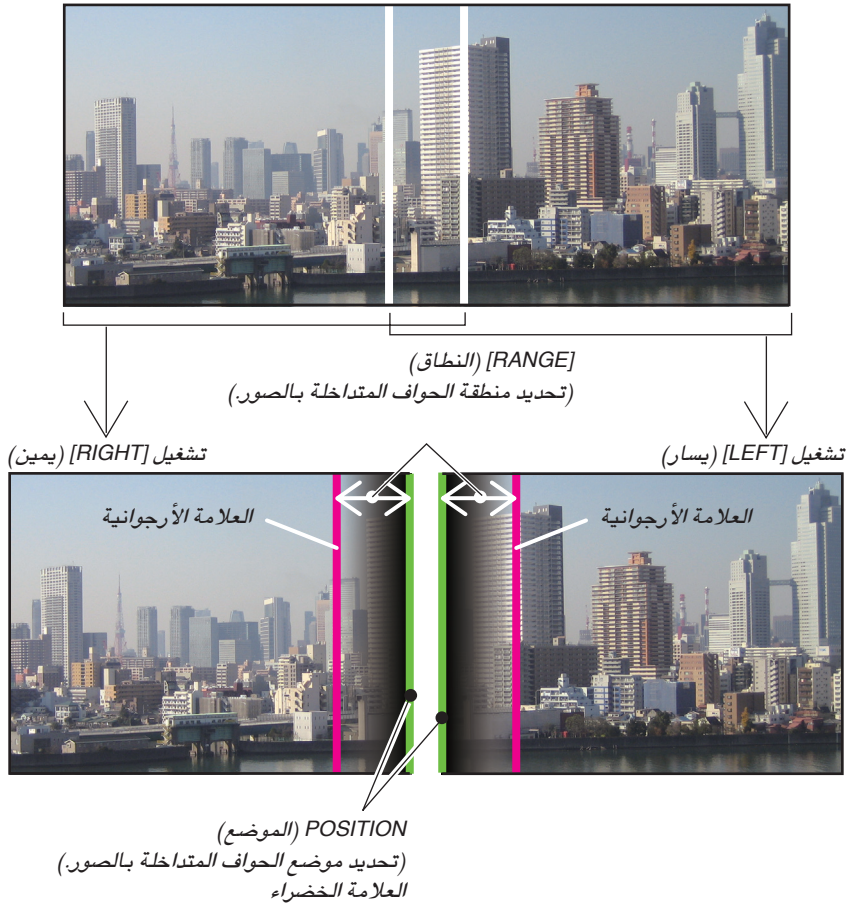 [RANGE] (النطاق)
(تحديد منطقة الحواف المتداخلة بالصور.)
تشغيل [LEFT] (يسار)
تشغيل [RIGHT] (يمين)
العلامة الأرجوانية
العلامة الأرجوانية
POSITION (الموضع)
(تحديد موضع الحواف المتداخلة بالصور.)
العلامة الخضراء